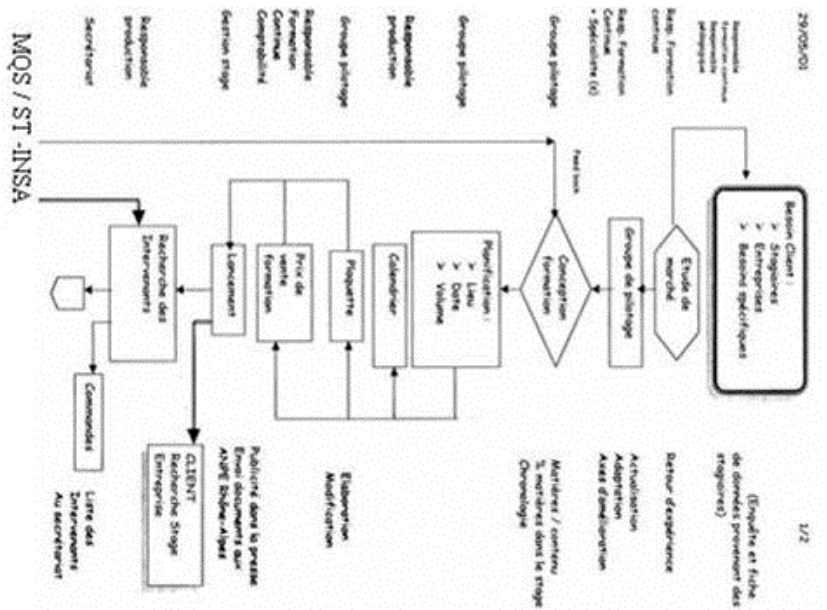 29/05/01
1/2
Responsable
Formation continue
Responsable
pédagogique
Besoin Client :
➢ Stagiaires
➢ Entreprises
➢ Besoins spécifiques
(Enquête et fiche
de données provenant des
stagiaires)
Resp. Formation
continue
Etude de
marché
Retour d'expérience
Resp. Formation
Continue
+ Spécialiste (s)
Groupe de pilotage
Actualisation
Adaptation
Axes d'amélioration
Groupe pilotage
Feed back
Conception
formation
Matières / contenu
% matières dans le stage
Chronologie
Groupe pilotage
Planification :
➢ Lieu
➢ Date
➢ Volume
Responsable
production
Calendrier
Groupe pilotage
Plaquette
Elaboration
Modification
Responsable
Formation
Continue
Comptabilité
Prix de
vente
formation
Gestion stage
Lancement
Publicité dans la presse
Envoi documents aux
ANPE Rhône-Alpes
CLIENT
Recherche Stage
Entreprise
Responsable
production
Recherche des
Intervenants
Secrétariat
Commandes
Liste des
Intervenants
Au secrétariat
MQS / ST -INSA